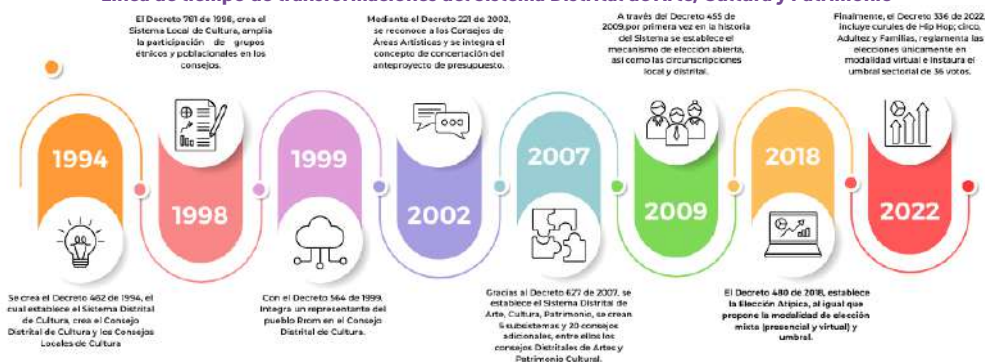 Línea de tiempo de transformaciones del Sistema Distrital de Arte, Cultura y Patrimonio
El Decreto 781 de 1998, crea el
Sistema Local de Cultura, amplia
la participación de grupos
étnicos y poblacionales en los
consejos.
Mediante el Decreto 221 de 2002,
se reconoce a los Consejos de
Áreas Artísticas y se integra el
concepto de concertación del
anteproyecto de presupuesto.
A través del Decreto 455 de
2009,por primera vez en la historia
del Sistema se establece el
mecanismo de elección abierta,
así como las circunscripciones
local y distrital.
Finalmente, el Decreto 336 de 2022,
incluye curules de Hip Hop; circo,
Adultez y Familias, reglamenta las
elecciones únicamente en
modalidad virtual e instaura el
umbral sectorial de 36 votos.
1994
1998
1999
2002
2007
2009
2018
2022
Se crea el Decreto 462 de 1994, el
cual establece el Sistema Distrital
de Cultura, crea el Consejo
Distrital de Cultura y los Consejos
Locales de Cultura
Con el Decreto 564 de 1999,
Integra un representante del
pueblo Rrom en el Consejo
Distrital de Cultura.
Gracias al Decreto 627 de 2007, se
establece el Sistema Distrital de
Arte, Cultura, Patrimonio, se crean
5 subsistemas y 20 consejos
adicionales, entre ellos los
consejos Distritales de Artes y
Patrimonio Cultural.
El Decreto 480 de 2018, establece
la Elección Atípica, al igual que
propone la modalidad de elección
mixta (presencial y virtual) y
umbral.